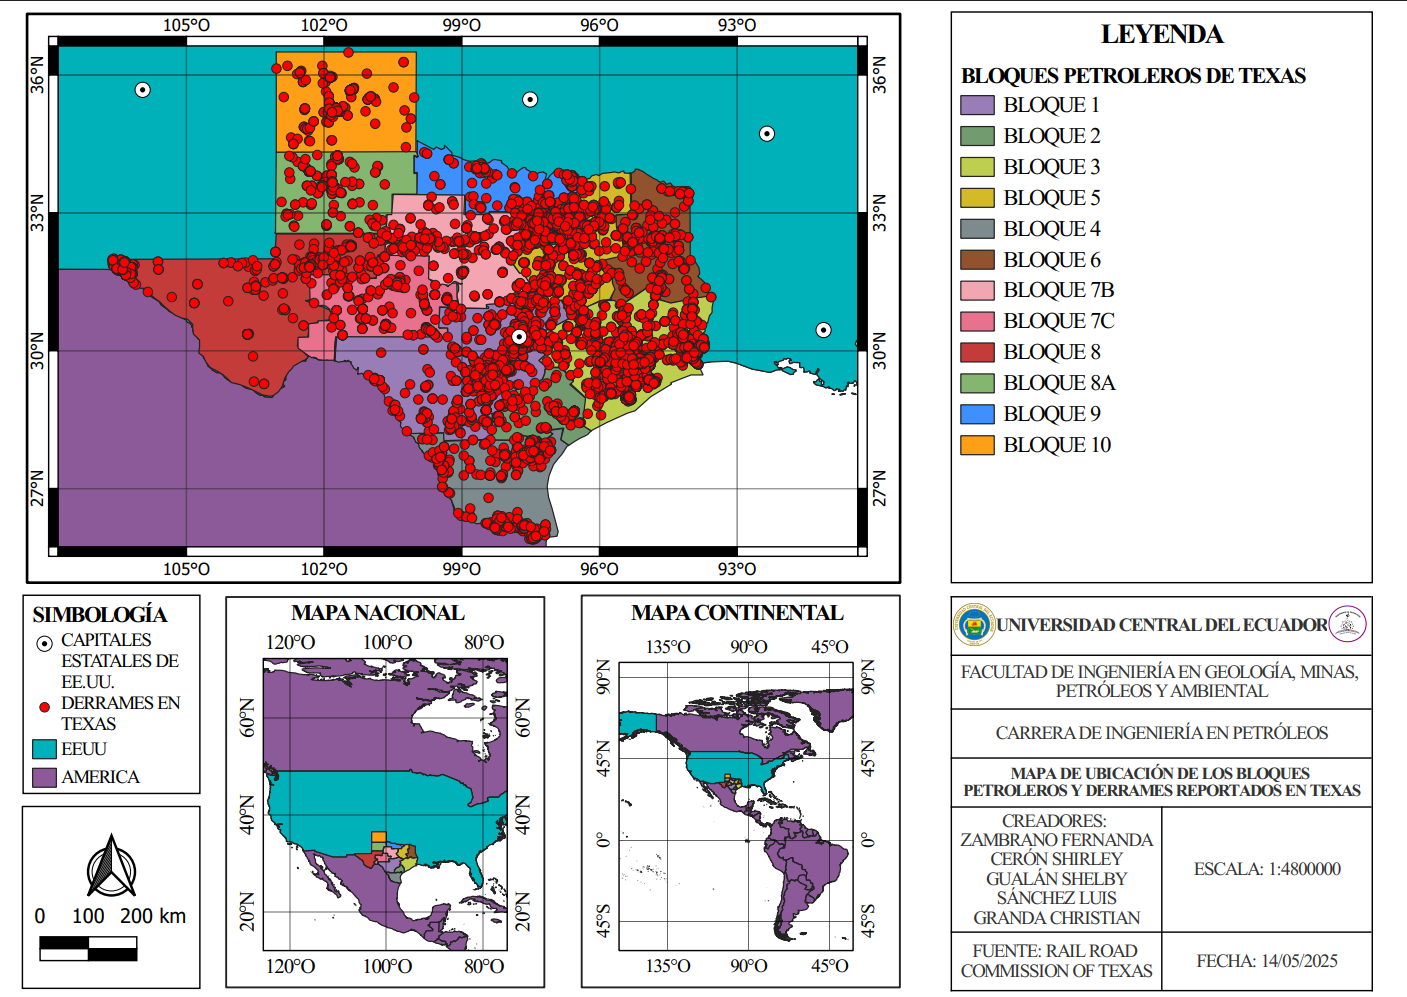 105°O 102°O 99°O 96°O 93°O
36°N 36°N
33°N 33°N
30°N 30°N
27°N 27°N
105°O 102°O 99°O 96°O 93°O
LEYENDA
BLOQUES PETROLEROS DE TEXAS
BLOQUE 1
BLOQUE 2
BLOQUE 3
BLOQUE 5
BLOQUE 4
BLOQUE 6
BLOQUE 7B
BLOQUE 7C
BLOQUE 8
BLOQUE 8A
BLOQUE 9
BLOQUE 10
SIMBOLOGÍA
CAPITALES
ESTATALES DE
EE.UU.
DERRAMES EN
TEXAS
EEUU
AMERICA
0 100 200 km
MAPA NACIONAL
120°O 100°O 80°O
60°N 60°N
40°N 40°N
20°N 20°N
120°O 100°O 80°O
MAPA CONTINENTAL
135°O 90°O 45°O
90°N 90°N
45°N 45°N
0° 0°
45°S 45°S
135°O 90°O 45°O
UNIVERSIDAD CENTRAL DEL ECUADOR
FACULTAD DE INGENIERÍA EN GEOLOGÍA, MINAS,
PETRÓLEOS Y AMBIENTAL
CARRERA DE INGENIERÍA EN PETRÓLEOS
MAPA DE UBICACIÓN DE LOS BLOQUES
PETROLEROS Y DERRAMES REPORTADOS EN TEXAS
CREADORES:
ZAMBRANO FERNANDA
CERÓN SHIRLEY
GUALÁN SHELBY
SÁNCHEZ LUIS
GRANDA CHRISTIAN
ESCALA: 1:4800000
FUENTE: RAIL ROAD
COMMISSION OF TEXAS
FECHA: 14/05/2025